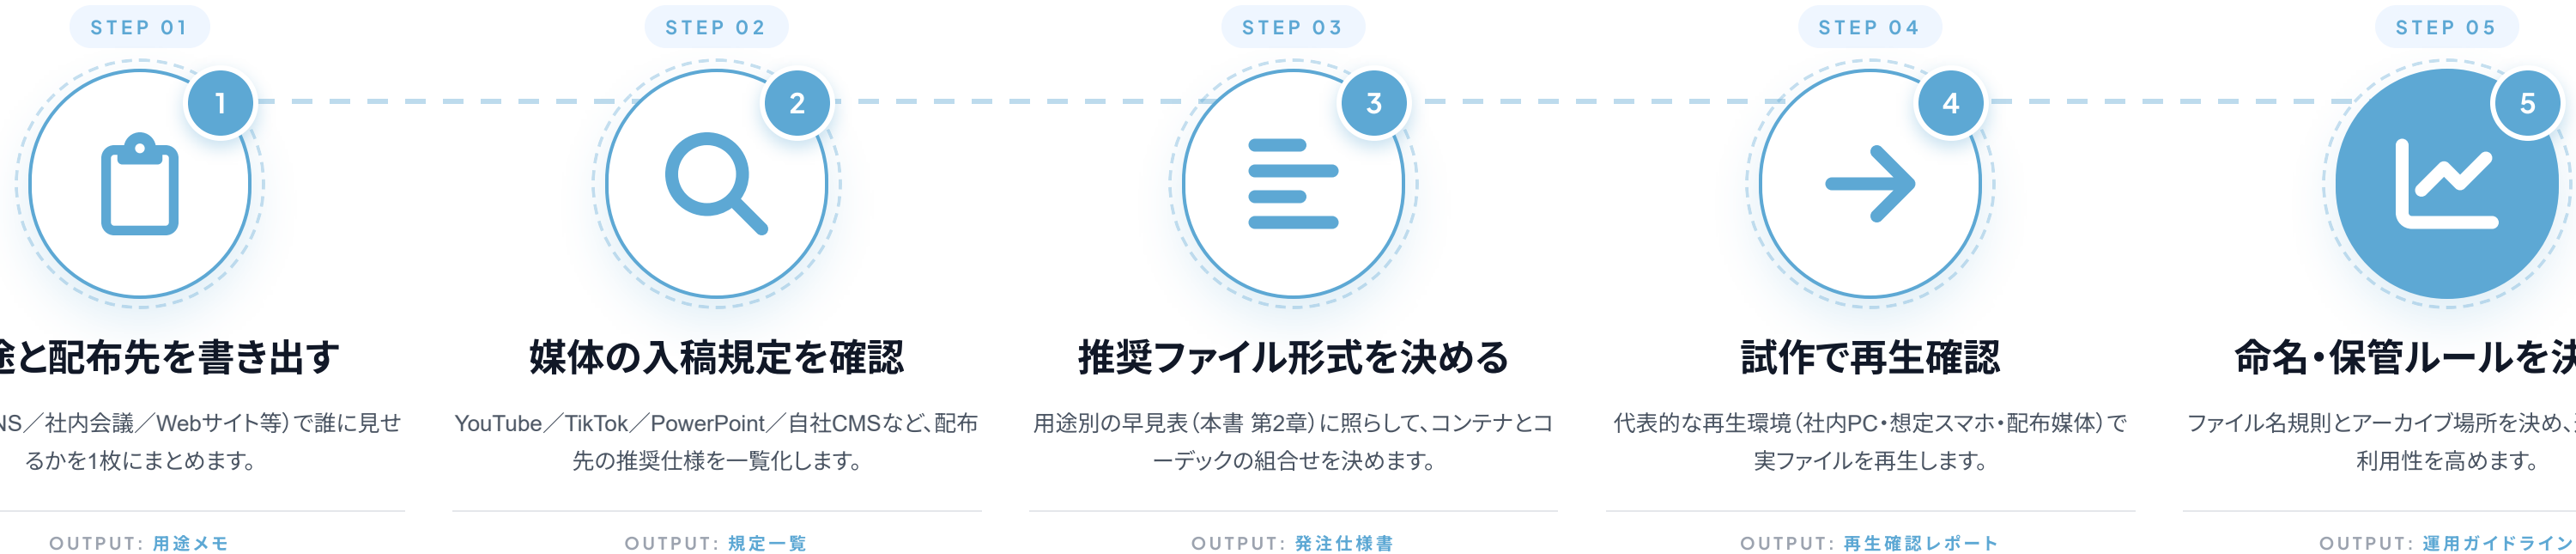 STEP 01
1
途と配布先を書き出す
NS／社内会議／Webサイト等）で誰に見せ
るかを1枚にまとめます。
OUTPUT: 用途メモ
STEP 02
2
媒体の入稿規定を確認
YouTube／TikTok／PowerPoint／自社CMSなど、配布
先の推奨仕様を一覧化します。
OUTPUT: 規定一覧
STEP 03
3
推奨ファイル形式を決める
用途別の早見表（本書 第2章）に照らして、コンテナとコ
ーデックの組合せを決めます。
OUTPUT: 発注仕様書
STEP 04
4
試作で再生確認
代表的な再生環境（社内PC・想定スマホ・配布媒体）で
実ファイルを再生します。
OUTPUT: 再生確認レポート
STEP 05
5
命名・保管ルールを決
ファイル名規則とアーカイブ場所を決め、
利用性を高めます。
OUTPUT: 運用ガイドライン